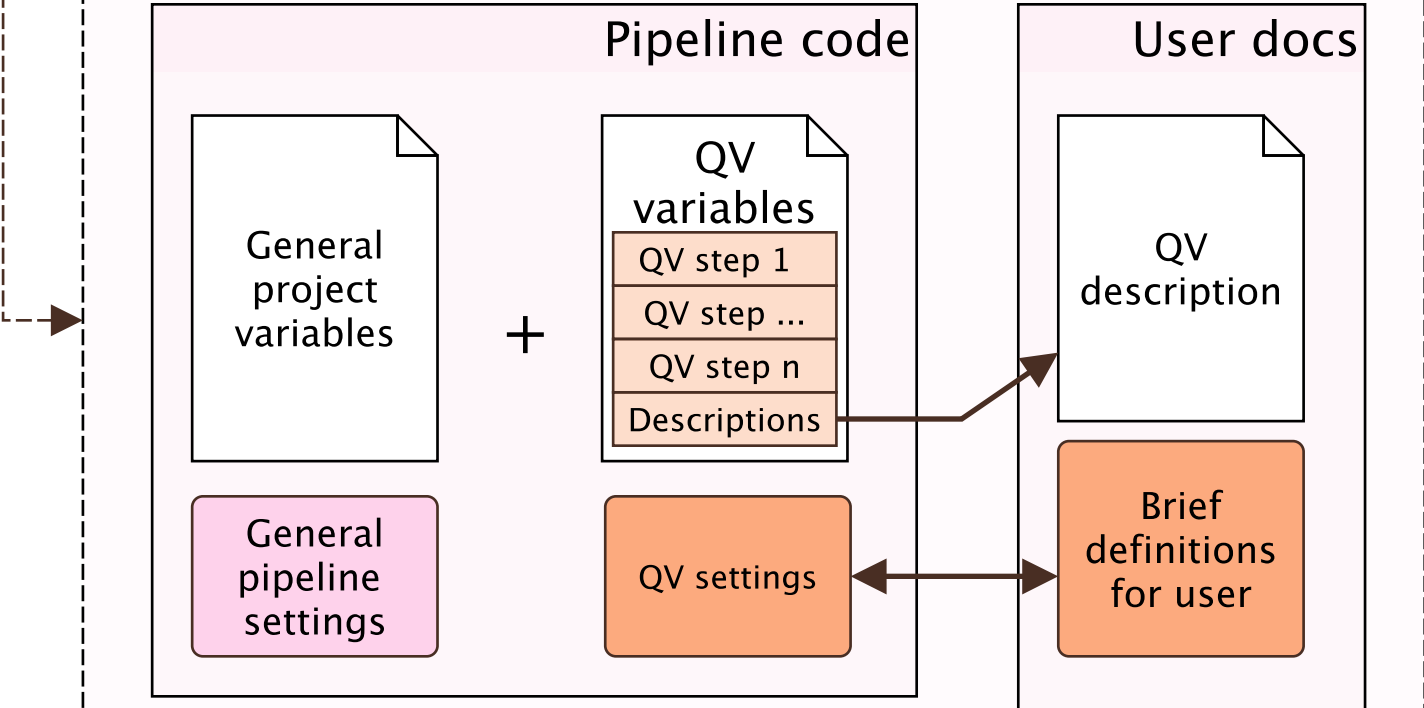 Pipeline code
General
project
variables
+
QV
variables
QV step 1
QV step ...
QV step n
Descriptions
General
pipeline
settings
QV settings
User docs
QV
description
Brief
definitions
for user